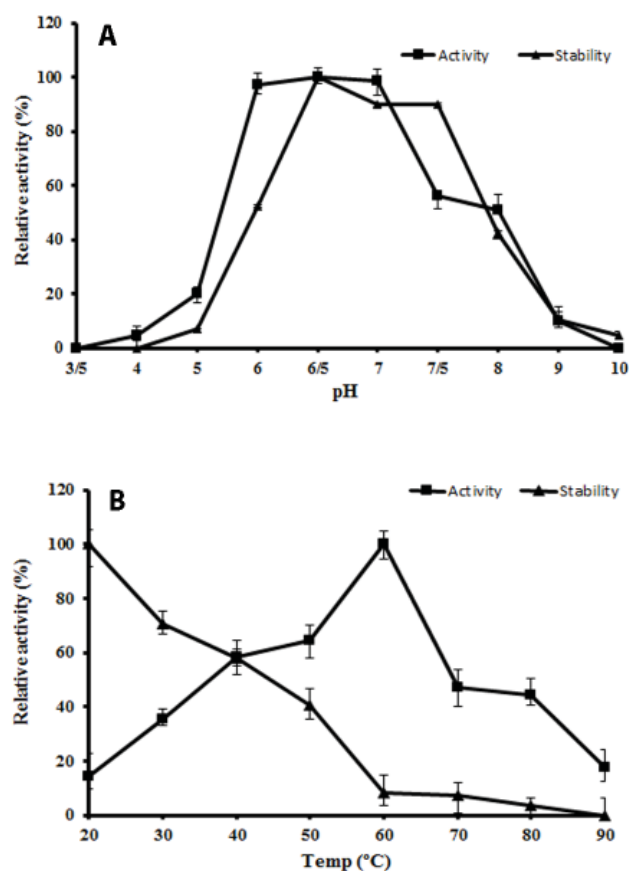 A
Activity
Stability
Relative activity (%)
120
100
80
60
40
20
0
3/5 4 5 6 6/5 7 7/5 8 9 10
pH
B
Activity
Stability
Relative activity (%)
120
100
80
60
40
20
0
20 30 40 50 60 70 80 90
Temp (°C)